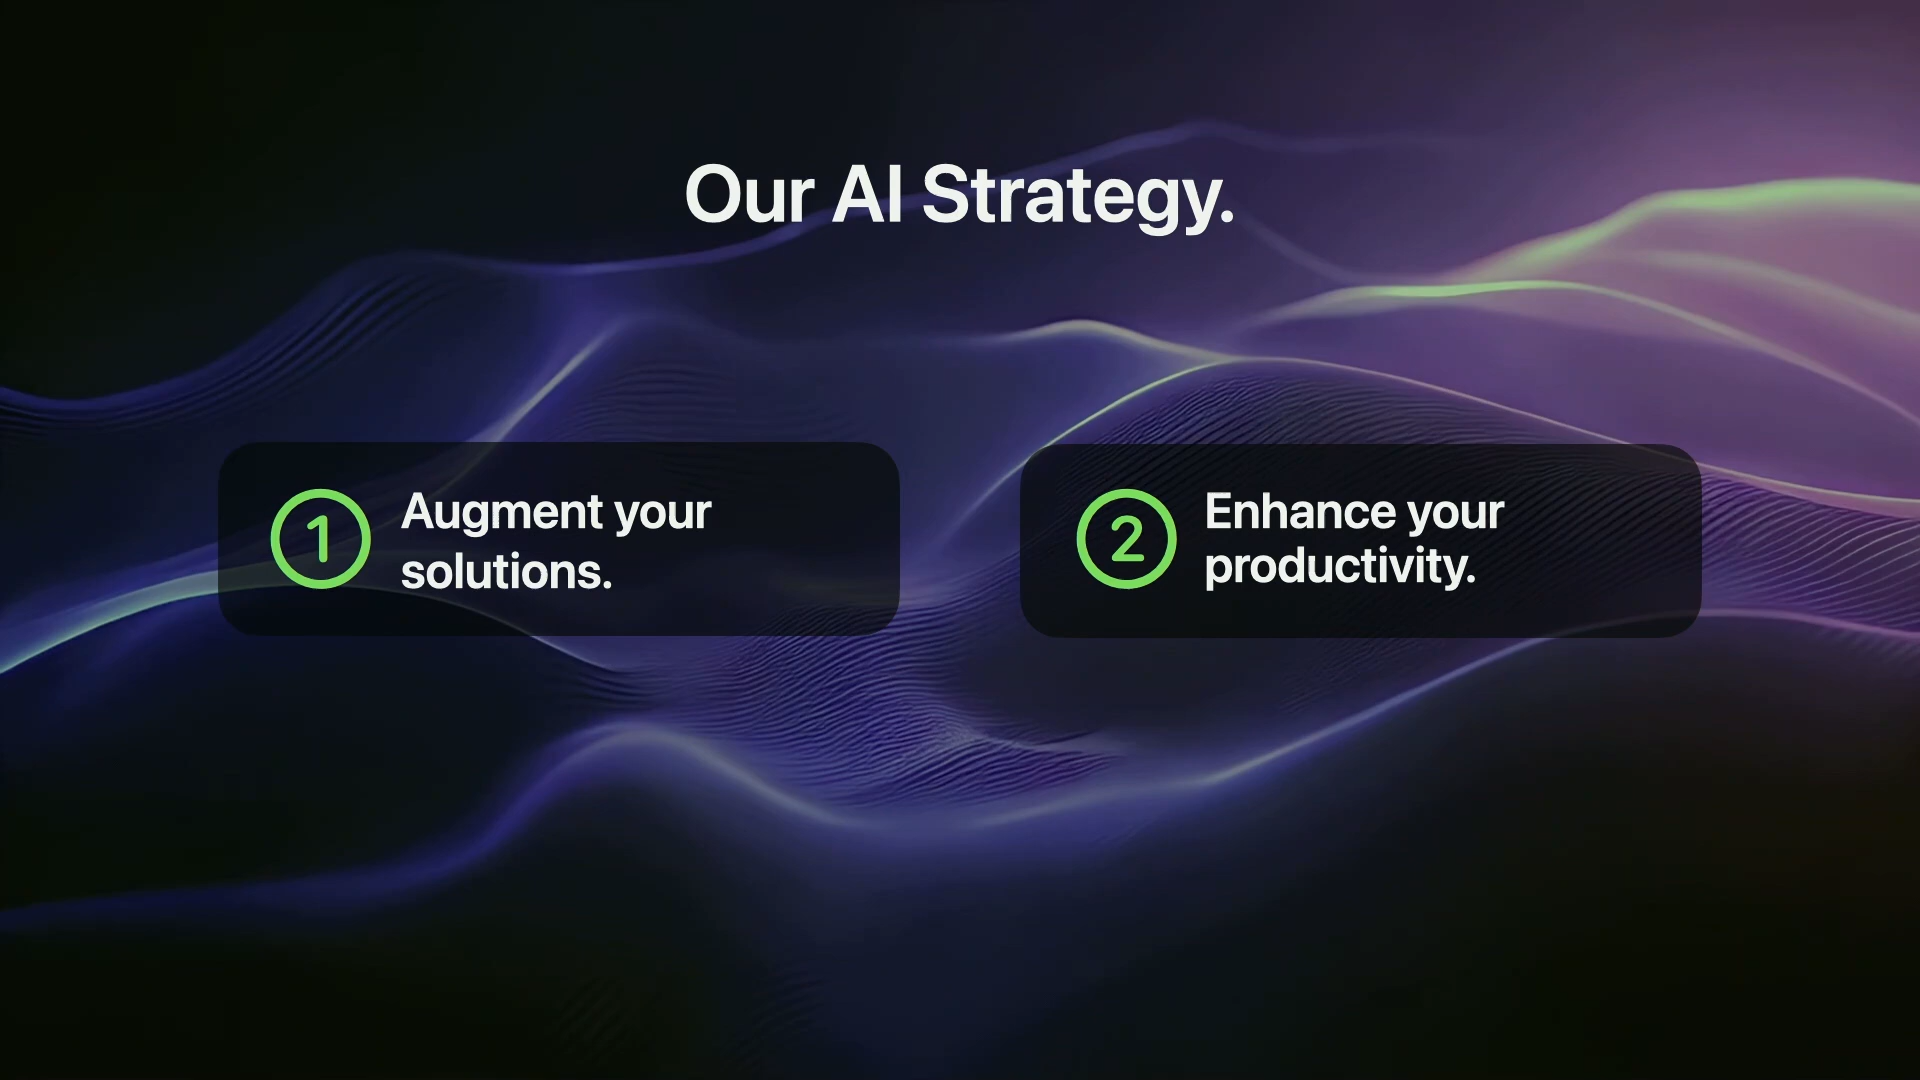 Our AI Strategy.
1
Augment your
solutions.
2
Enhance your
productivity.